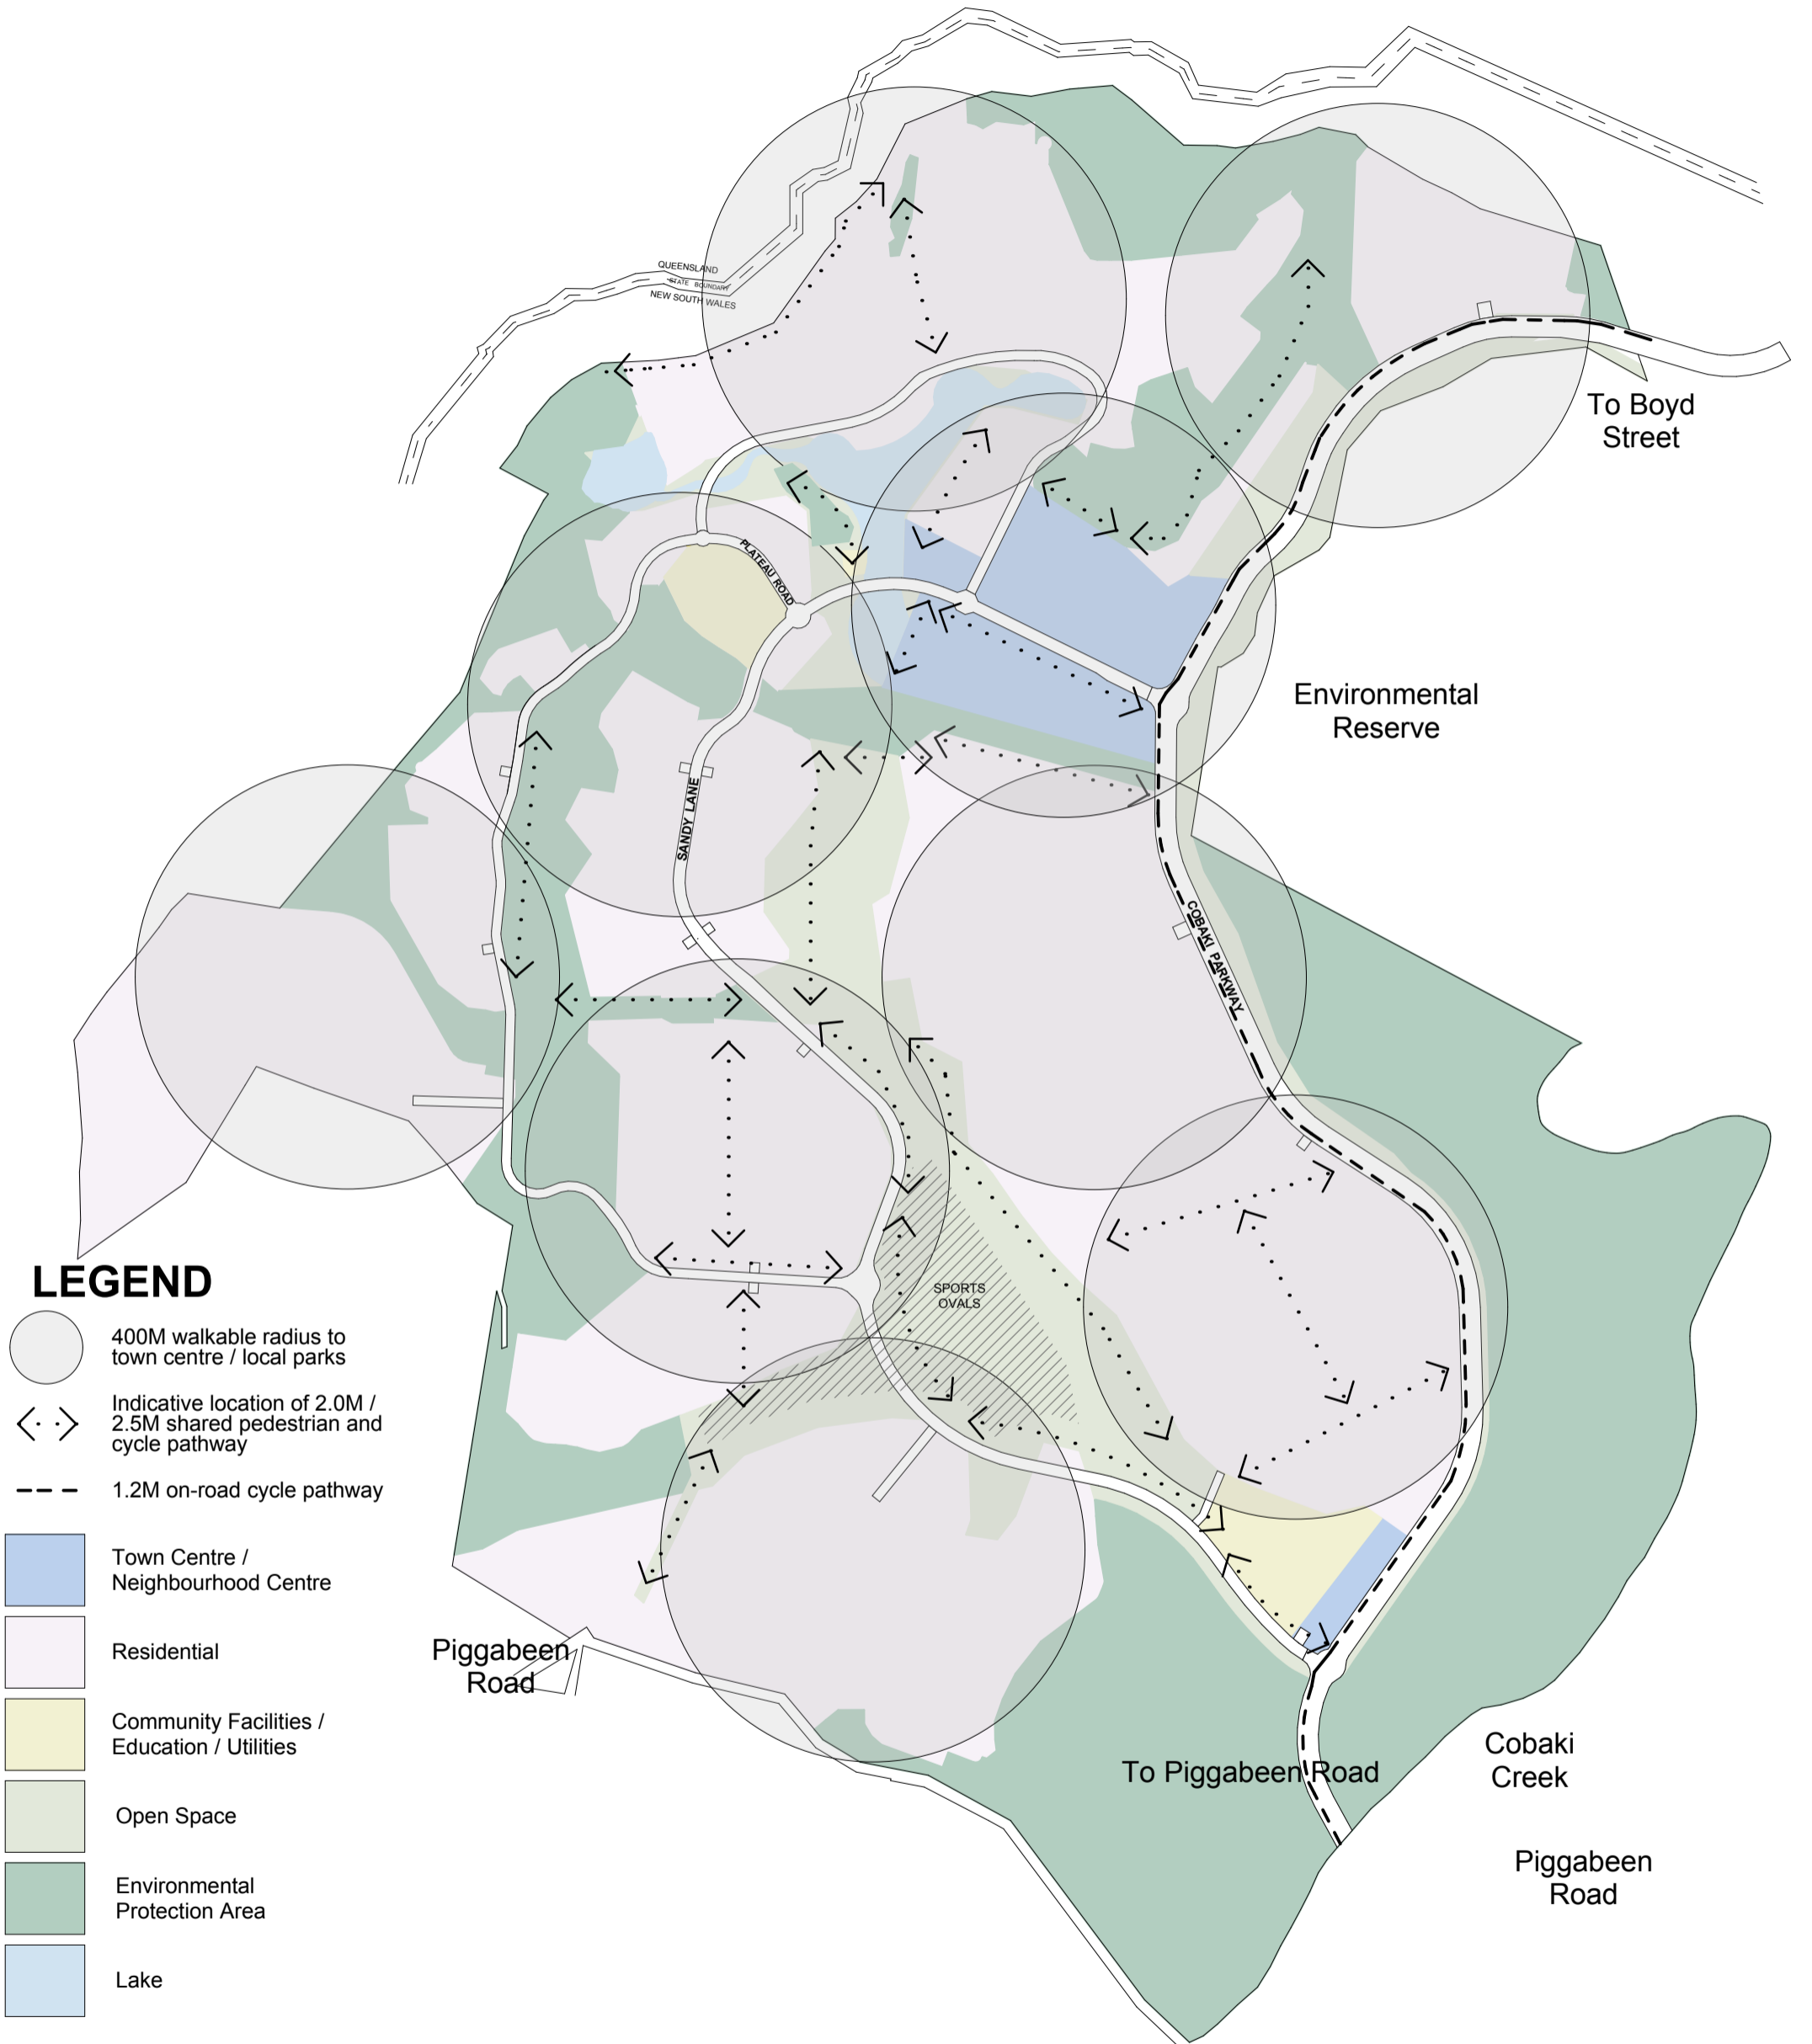 QUEENSLAND
STATE BOUNDARY
NEW SOUTH WALES
To Boyd
Street
PLATEAU ROAD
Environmental
Reserve
SANDY LANE
COBAKI PARKWAY
SPORTS
OVALS
LEGEND
400M walkable radius to
town centre / local parks
Indicative location of 2.0M /
2.5M shared pedestrian and
cycle pathway
1.2M on-road cycle pathway
Town Centre /
Neighbourhood Centre
Residential
Community Facilities /
Education / Utilities
Open Space
Environmental
Protection Area
Lake
Piggabeen
Road
To Piggabeen Road
Cobaki
Creek
Piggabeen
Road